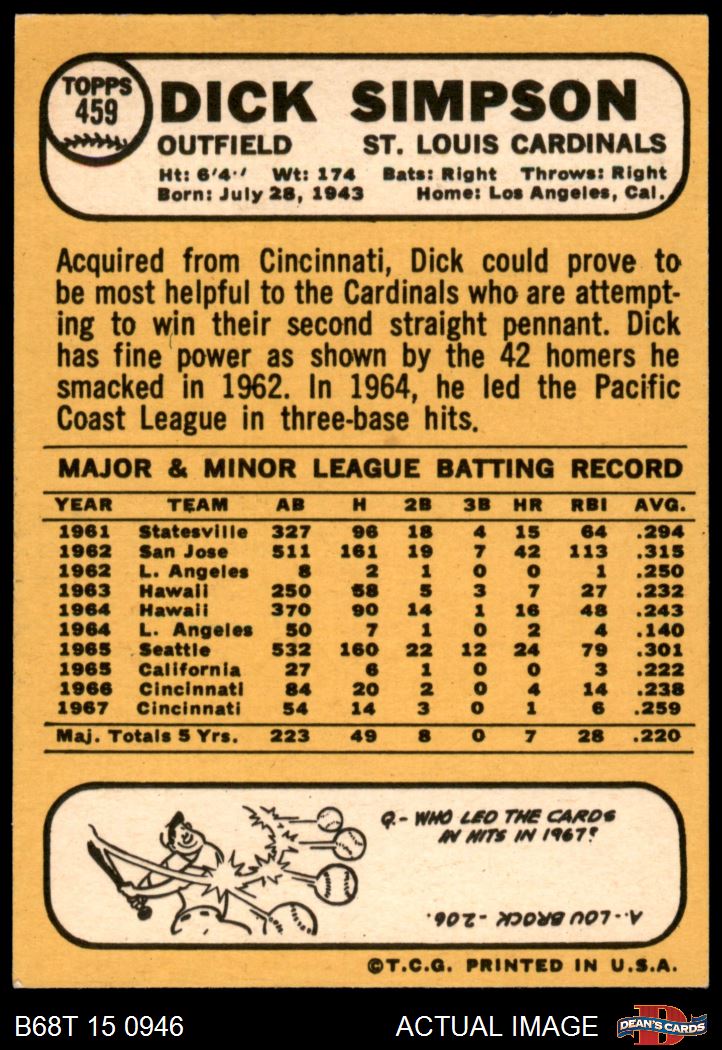 TOPPS
459
DICK SIMPSON
OUTFIELD ST. LOUIS CARDINALS
Ht: 6'4" Wt: 174 Bats: Right Throws: Right
Born: July 28, 1943 Home: Los Angeles, Cal.
Acquired from Cincinnati, Dick could prove to
be most helpful to the Cardinals who are attempt-
ing to win their second straight pennant. Dick
has fine power as shown by the 42 homers he
smacked in 1962. In 1964, he led the Pacific
Coast League in three-base hits.
MAJOR & MINOR LEAGUE BATTING RECORD
YEAR TEAM AB H 2B 3B HR RBI AVG.
1961 Statesville 327 96 18 4 15 64 .294
1962 San Jose 511 161 19 7 42 113 .315
1962 L. Angeles 8 2 1 0 0 1 .250
1963 Hawaii 250 58 5 3 7 27 .232
1964 Hawaii 370 90 14 1 16 48 .243
1964 L. Angeles 50 7 1 0 2 4 .140
1965 Seattle 532 160 22 12 24 79 .301
1965 California 27 6 1 0 0 3 .222
1966 Cincinnati 84 20 2 0 4 14 .238
1967 Cincinnati 54 14 3 0 1 6 .259
Maj. Totals 5 Yrs. 223 49 8 0 7 28 .220
Q.- WHO LED THE CARDS
IN HITS IN 1967?
A.- LOU BROCK - 206.
©T.C.G. PRINTED IN U.S.A.
B68T 15 0946 ACTUAL IMAGE
D
DEAN'S CARDS